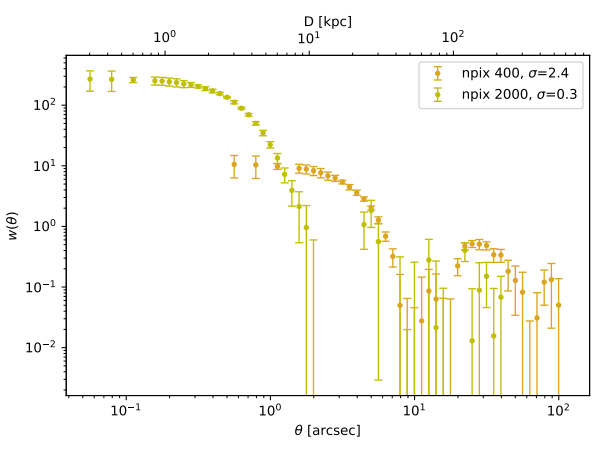 D [kpc]
10⁰ 10¹ 10²
npix 400, σ=2.4
npix 2000, σ=0.3
w(θ)
10²
10¹
10⁰
10⁻¹
10⁻²
10⁻¹ 10⁰ 10¹ 10²
θ [arcsec]